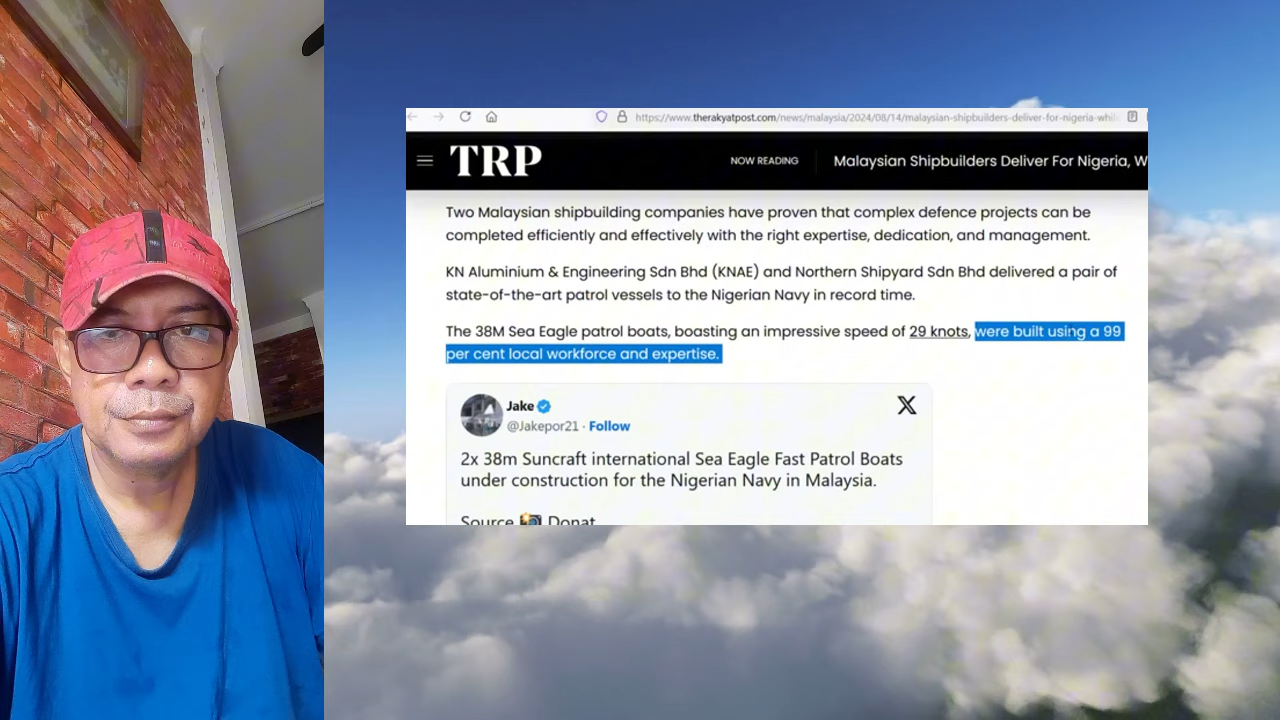 https://www.therakyatpost.com/news/malaysia/2024/08/14/malaysian-shipbuilders-deliver-for-nigeria-whil
TRP
NOW READING
Malaysian Shipbuilders Deliver For Nigeria, W
Two Malaysian shipbuilding companies have proven that complex defence projects can be
completed efficiently and effectively with the right expertise, dedication, and management.
KN Aluminium & Engineering Sdn Bhd (KNAE) and Northern Shipyard Sdn Bhd delivered a pair of
state-of-the-art patrol vessels to the Nigerian Navy in record time.
The 38M Sea Eagle patrol boats, boasting an impressive speed of 29 knots, were built using a 99
per cent local workforce and expertise.
Jake
@Jakepor21 · Follow
2x 38m Suncraft international Sea Eagle Fast Patrol Boats
under construction for the Nigerian Navy in Malaysia.
Source 📷 Donat